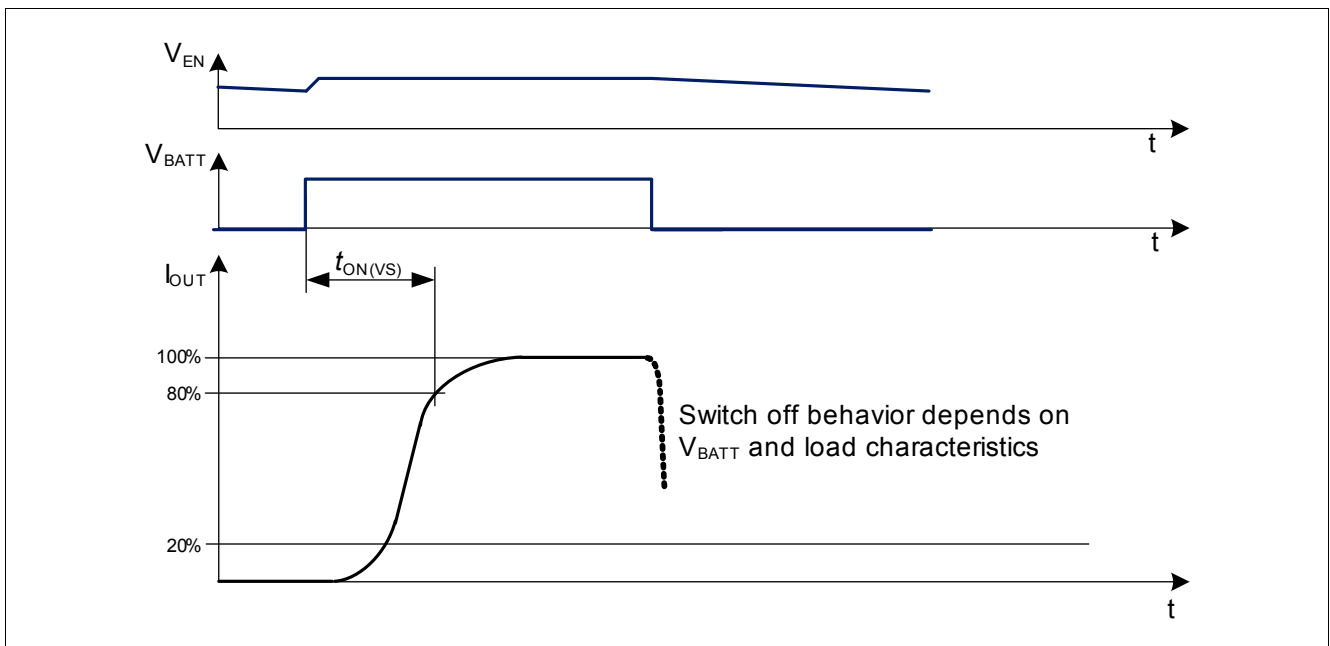 VEN
t
VBATT
t
tON(VS)
IOUT
100%
80%
Switch off behavior depends on
VBATT and load characteristics
20%
t